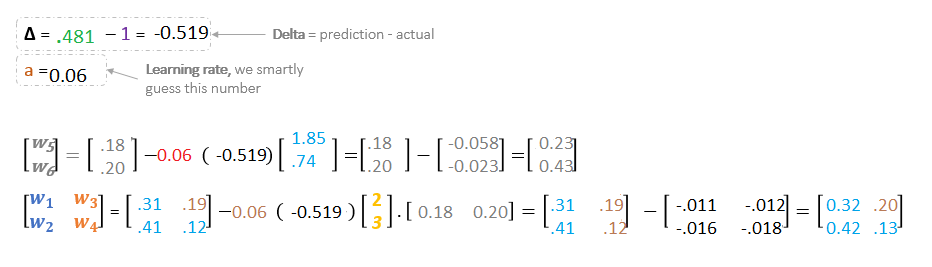 Δ = .481 − 1 = -0.519 Delta = prediction - actual
a =0.06 Learning rate, we smartly
guess this number
[w5 w6] = [.18 .20] −0.06 ( -0.519) [1.85 .74] =[.18 .20] − [-0.058 -0.023] = [0.23 0.43]
[w1 w3 w2 w4] = [.31 .19 .41 .12] −0.06 ( -0.519 ) [2 3] . [ 0.18 0.20] = [.31 .19 .41 .12] − [-.011 -.012 -.016 -.018] = [0.32 .20 0.42 .13]